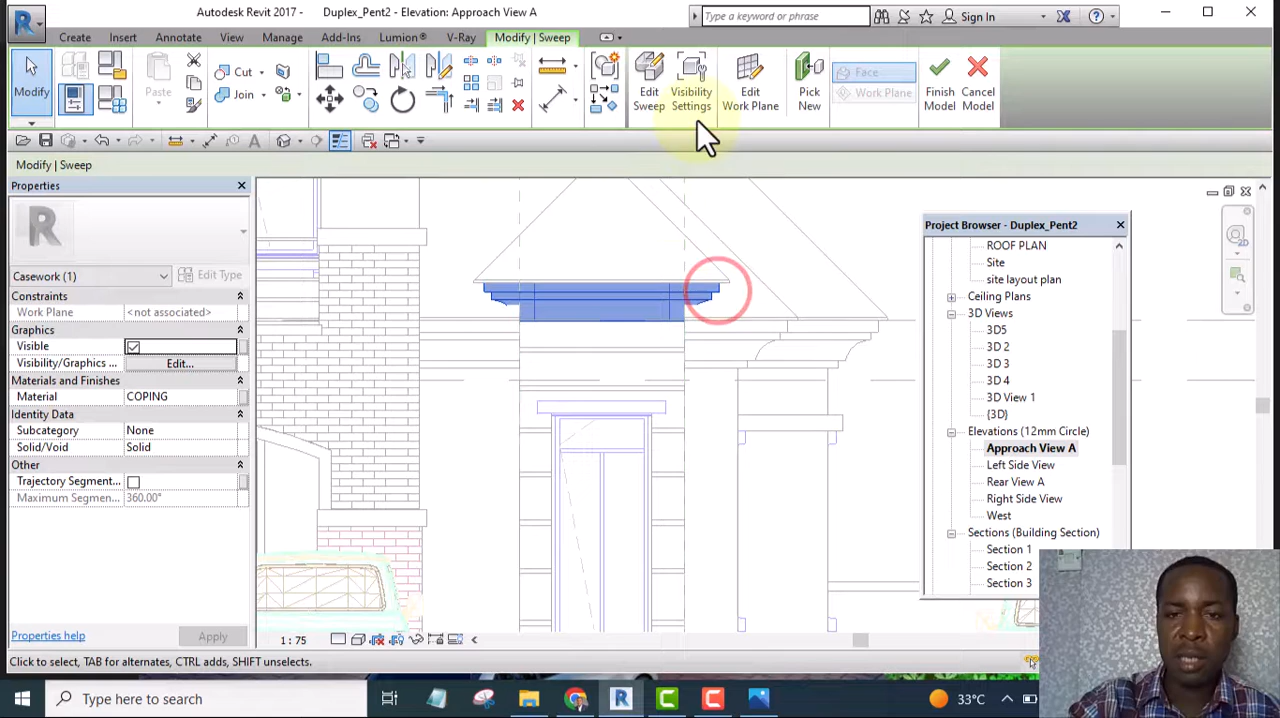 Autodesk Revit 2017 - Duplex_Pent2 - Elevation: Approach View A
Type a keyword or phrase
Sign In
Create Insert Annotate View Manage Add-Ins Lumion® V-Ray Modify | Sweep
Modify
Paste
Cut
Join
Edit Sweep
Visibility Settings
Edit Work Plane
Pick New
Face
Work Plane
Finish Model
Cancel Model
Modify | Sweep
Properties
Casework (1)
Edit Type
Constraints
Work Plane <not associated>
Graphics
Visible
Visibility/Graphics ... Edit...
Materials and Finishes
Material COPING
Identity Data
Subcategory None
Solid/Void Solid
Other
Trajectory Segment...
Maximum Segmen... 360.00°
Properties help
Apply
Project Browser - Duplex_Pent2
ROOF PLAN
Site
site layout plan
Ceiling Plans
3D Views
3D5
3D 2
3D 3
3D 4
3D View 1
{3D}
Elevations (12mm Circle)
Approach View A
Left Side View
Rear View A
Right Side View
West
Sections (Building Section)
Section 1
Section 2
Section 3
2D
1 : 75
Click to select, TAB for alternates, CTRL adds, SHIFT unselects.
Type here to search
33°C